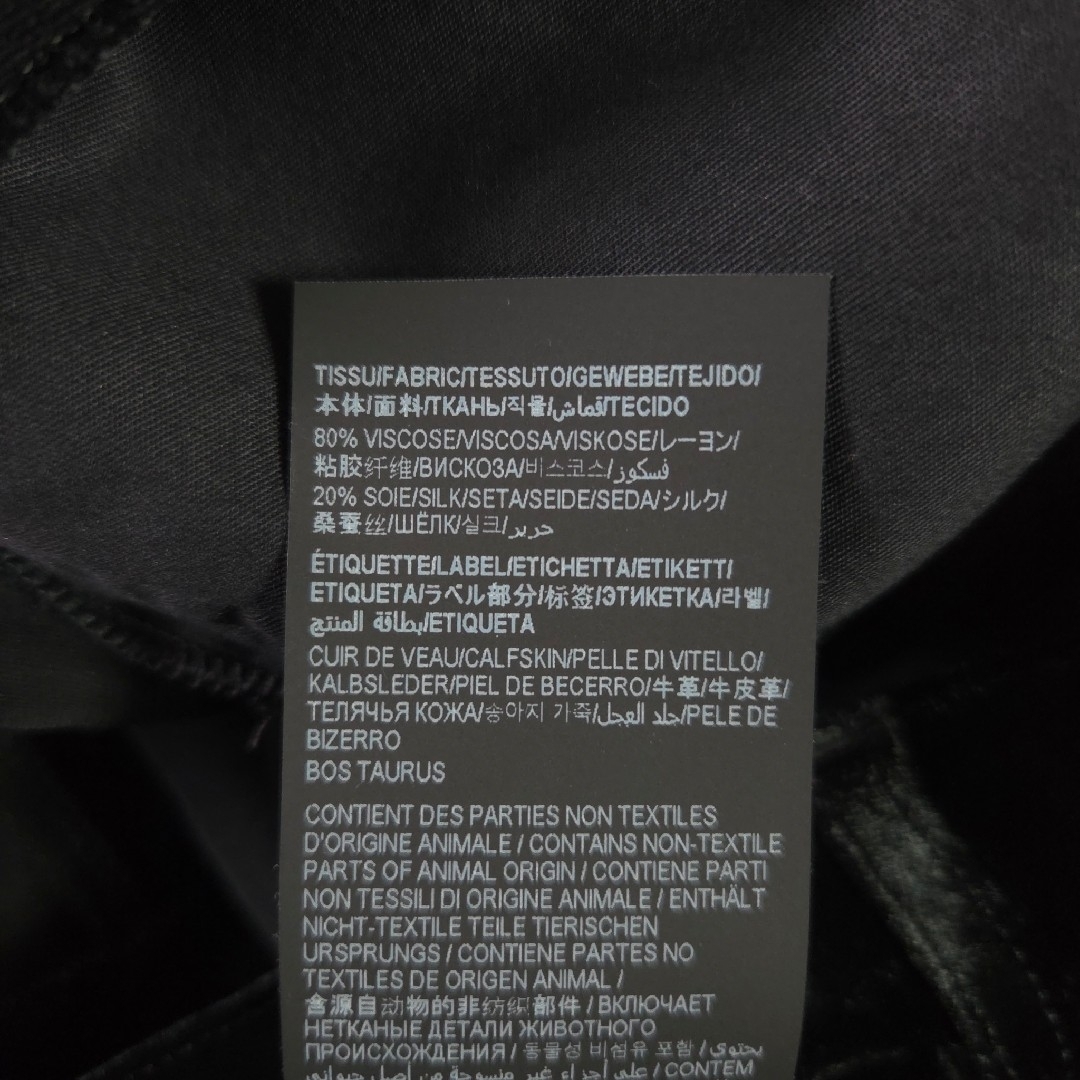 TISSU/FABRIC/TESSUTO/GEWEBE/TEJIDO/
本体/面料/ТКАНЬ/직물/قماش/TECIDO
80% VISCOSE/VISCOSA/VISKOSE/レーヨン/
粘胶纤维/ВИСКОЗА/비스코스/فسكوز
20% SOIE/SILK/SETA/SEIDE/SEDA/シルク/
桑蚕丝/ШЁЛК/실크/حرير
ÉTIQUETTE/LABEL/ETICHETTA/ETIKETT/
ETIQUETA/ラベル部分/标签/ЭТИКЕТКА/라벨/
بطاقة المنتج/ETIQUETA
CUIR DE VEAU/CALFSKIN/PELLE DI VITELLO/
KALBSLEDER/PIEL DE BECERRO/牛革/牛皮革/
ТЕЛЯЧЬЯ КОЖА/송아지 가죽/جلد العجل/PELE DE
BIZERRO
BOS TAURUS
CONTIENT DES PARTIES NON TEXTILES
D'ORIGINE ANIMALE / CONTAINS NON-TEXTILE
PARTS OF ANIMAL ORIGIN / CONTIENE PARTI
NON TESSILI DI ORIGINE ANIMALE / ENTHÄLT
NICHT-TEXTILE TEILE TIERISCHEN
URSPRUNGS / CONTIENE PARTES NO
TEXTILES DE ORIGEN ANIMAL /
含源自动物的非纺织部件 / ВКЛЮЧАЕТ
НЕТКАНЫЕ ДЕТАЛИ ЖИВОТНОГО
ПРОИСХОЖДЕНИЯ / 동물성 비섬유 포함 / يحتوي
على أجزاء غير منسوجة من أصل حيواني / CONTEM